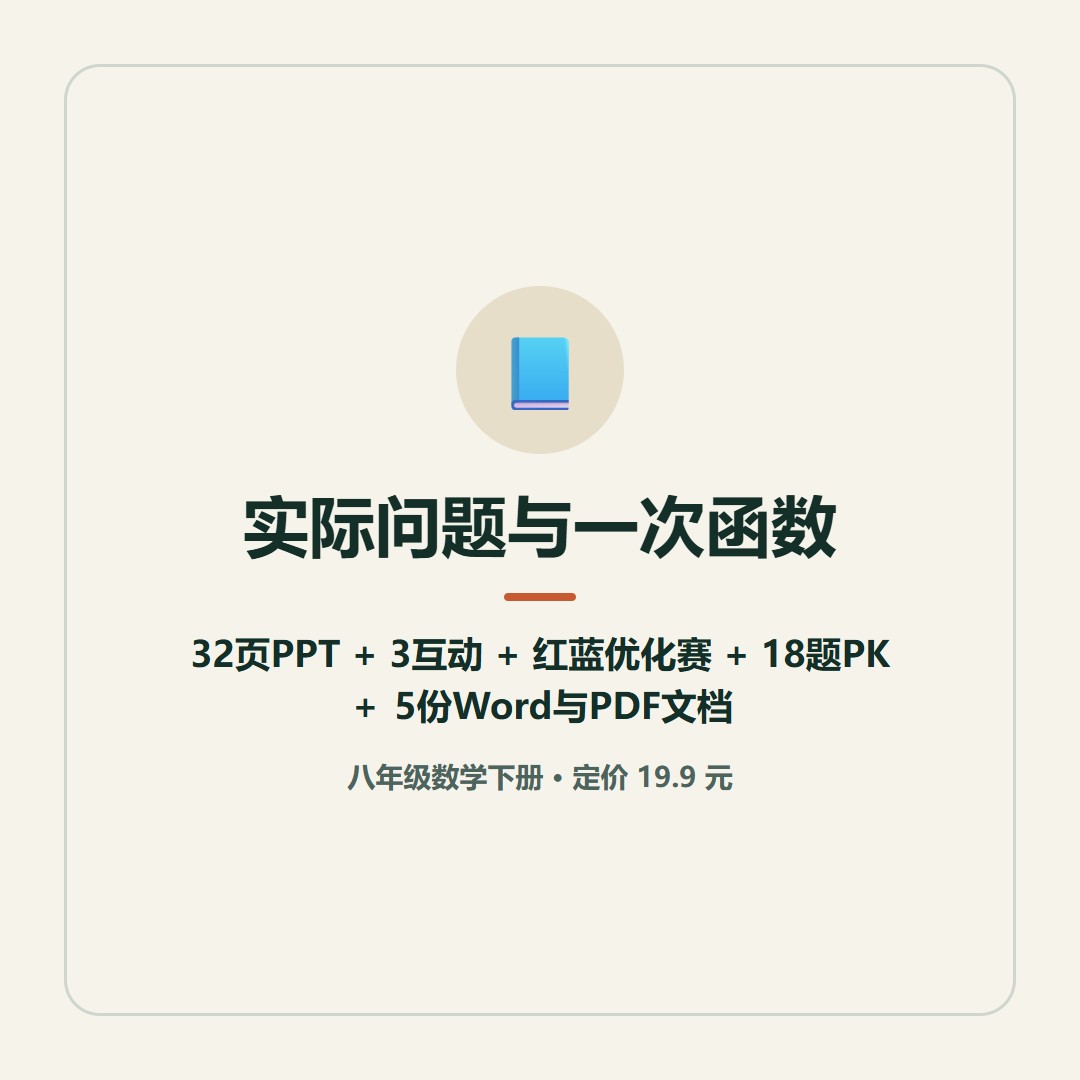 实际问题与一次函数
32页PPT + 3互动 + 红蓝优化赛 + 18题PK
+ 5份Word与PDF文档
八年级数学下册 • 定价 19.9 元